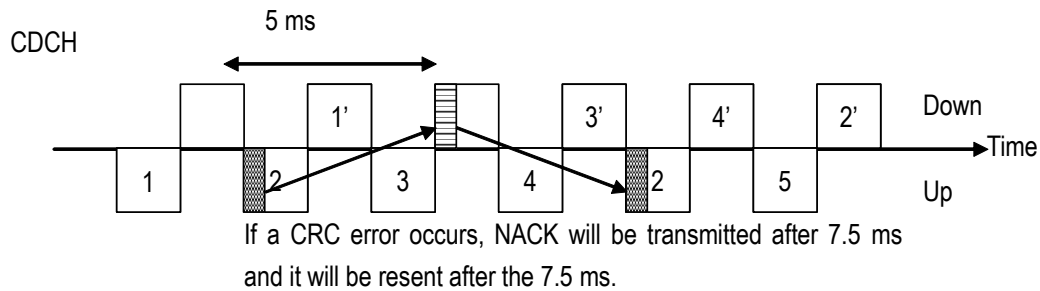 5 ms
CDCH
1’ 3’ 4’ 2’ Down
Time
1 2 3 4 2 5 Up
If a CRC error occurs, NACK will be transmitted after 7.5 ms
and it will be resent after the 7.5 ms.